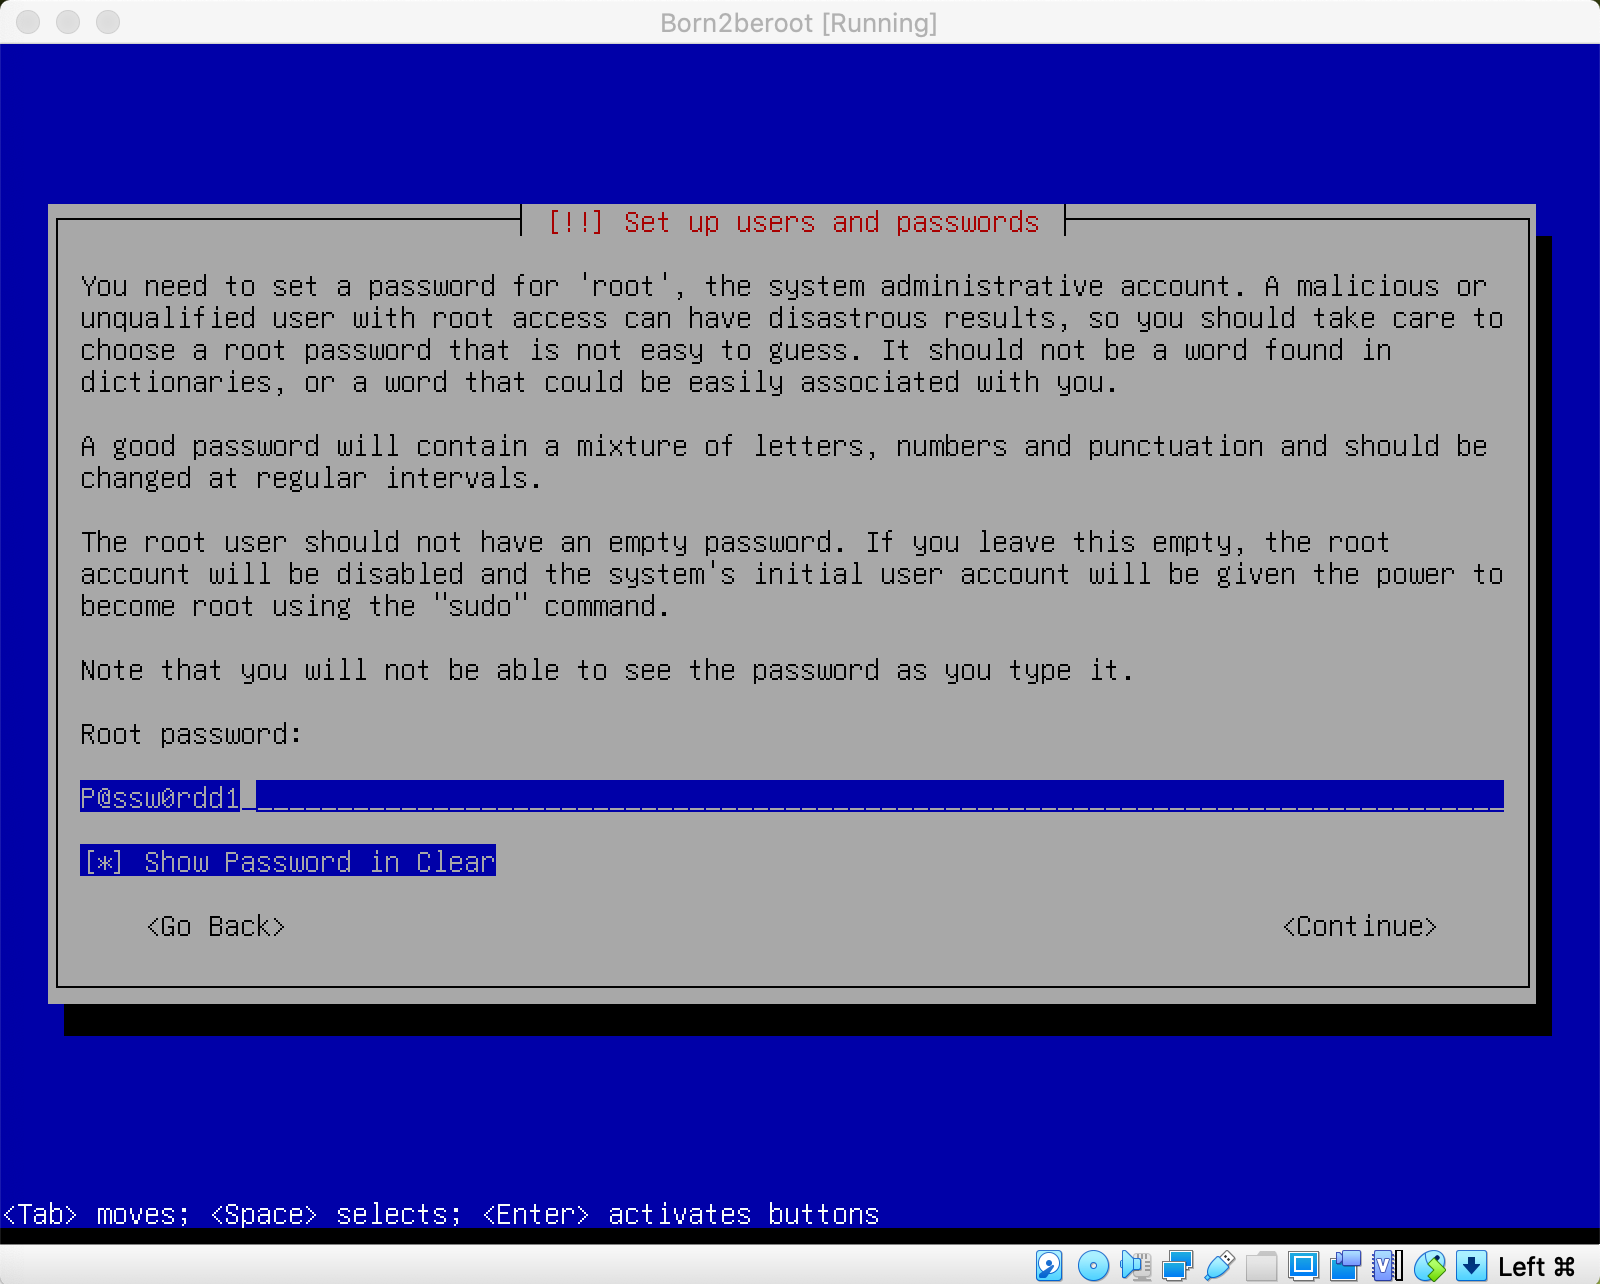 Born2beroot [Running]
[!!] Set up users and passwords
You need to set a password for 'root', the system administrative account. A malicious or
unqualified user with root access can have disastrous results, so you should take care to
choose a root password that is not easy to guess. It should not be a word found in
dictionaries, or a word that could be easily associated with you.
A good password will contain a mixture of letters, numbers and punctuation and should be
changed at regular intervals.
The root user should not have an empty password. If you leave this empty, the root
account will be disabled and the system's initial user account will be given the power to
become root using the "sudo" command.
Note that you will not be able to see the password as you type it.
Root password:
P@ssw0rdd1
[*] Show Password in Clear
<Go Back> <Continue>
<Tab> moves; <Space> selects; <Enter> activates buttons
Left ⌘